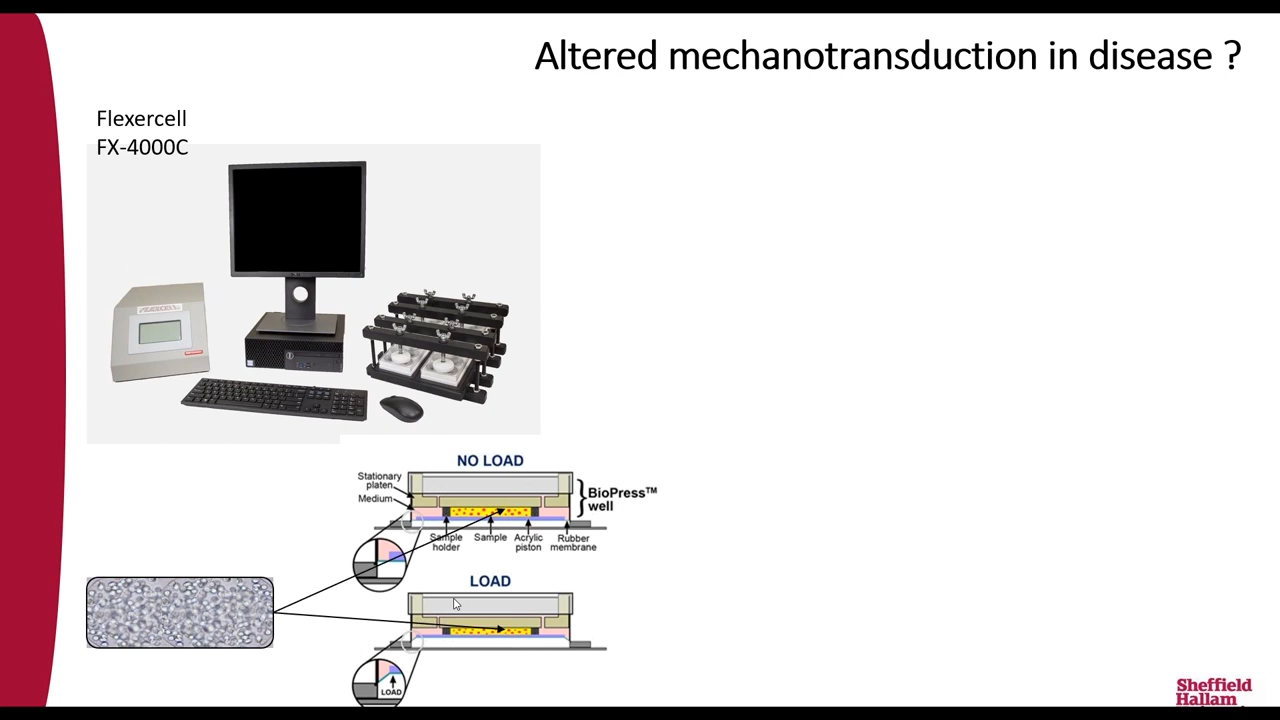 Altered mechanotransduction in disease ?
Flexercell
FX-4000C
NO LOAD
Stationary
platen
Medium
BioPress™
well
Sample
holder
Sample
Acrylic
piston
Rubber
membrane
LOAD
LOAD
Sheffield
Hallam